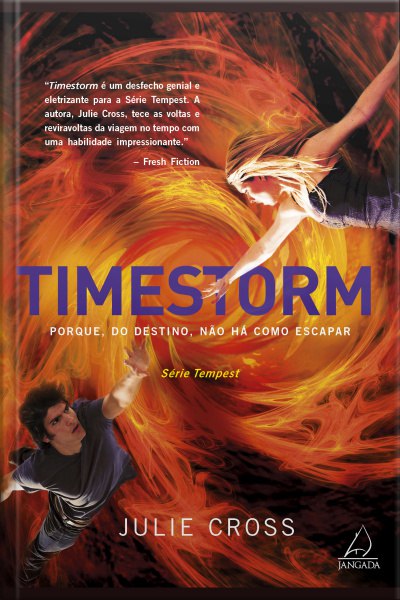 “Timestorm é um desfecho genial e
eletrizante para a Série Tempest. A
autora, Julie Cross, tece as voltas e
reviravoltas da viagem no tempo com
uma habilidade impressionante.”
– Fresh Fiction
TIMESTORM
PORQUE, DO DESTINO, NÃO HÁ COMO ESCAPAR
Série Tempest
JULIE CROSS
JANGADA